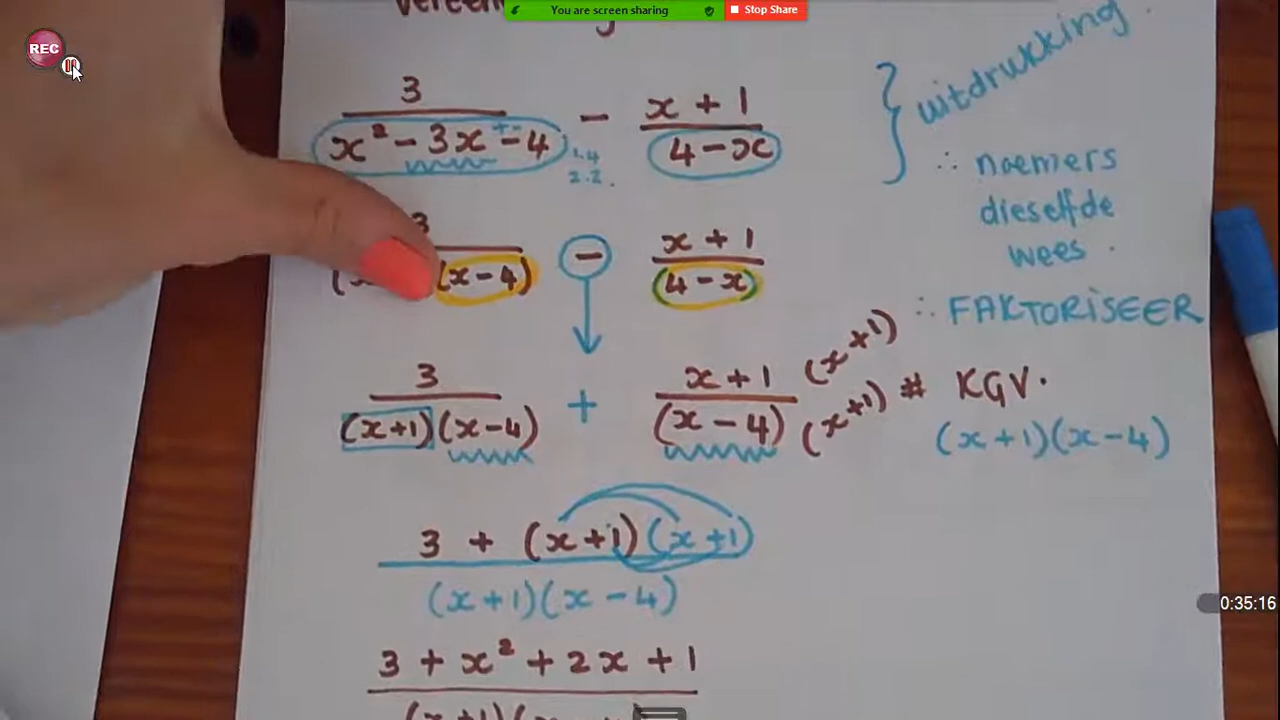 You are screen sharing Stop Share
REC
3 / (x² − 3x − 4) − (x + 1) / (4 − x)
+ −
1.4
2.2.
uitdrukking
∴ naemers
dieselfde
wees.
3 (x − 4) − (x + 1) / (4 − x)
∴ FAKTORISEER
3 / (x+1)(x−4) + (x+1) / (x−4) (x+1) / (x+1) # KGV.
(x+1)(x−4)
3 + (x+1)(x+1)
(x+1)(x−4)
0:35:16
3 + x² + 2x + 1